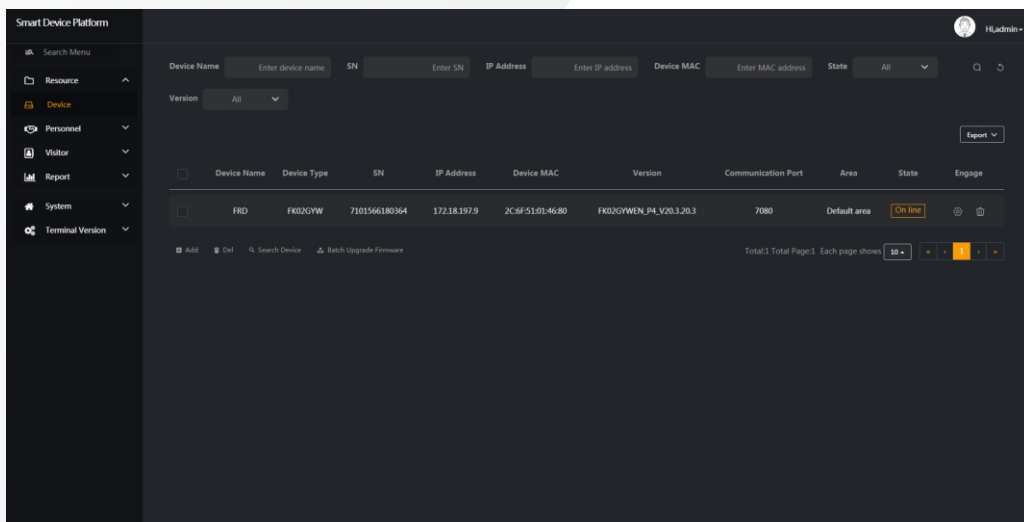 Smart Device Platform
Hi,admin
Search Menu
Resource
Device
Personnel
Visitor
Report
System
Terminal Version
Device Name Enter device name SN Enter SN IP Address Enter IP address Device MAC Enter MAC address State All
Version All
Export
Device Name Device Type SN IP Address Device MAC Version Communication Port Area State Engage
FRD FK02GYW 7101566180364 172.18.197.9 2C:6F:51:01:46:80 FK02GYWEN_P4_V20.3.20.3 7080 Default area On line
Add Del Search Device Batch Upgrade Firmware Total:1 Total Page:1 Each page shows 10 « ‹ 1 › »